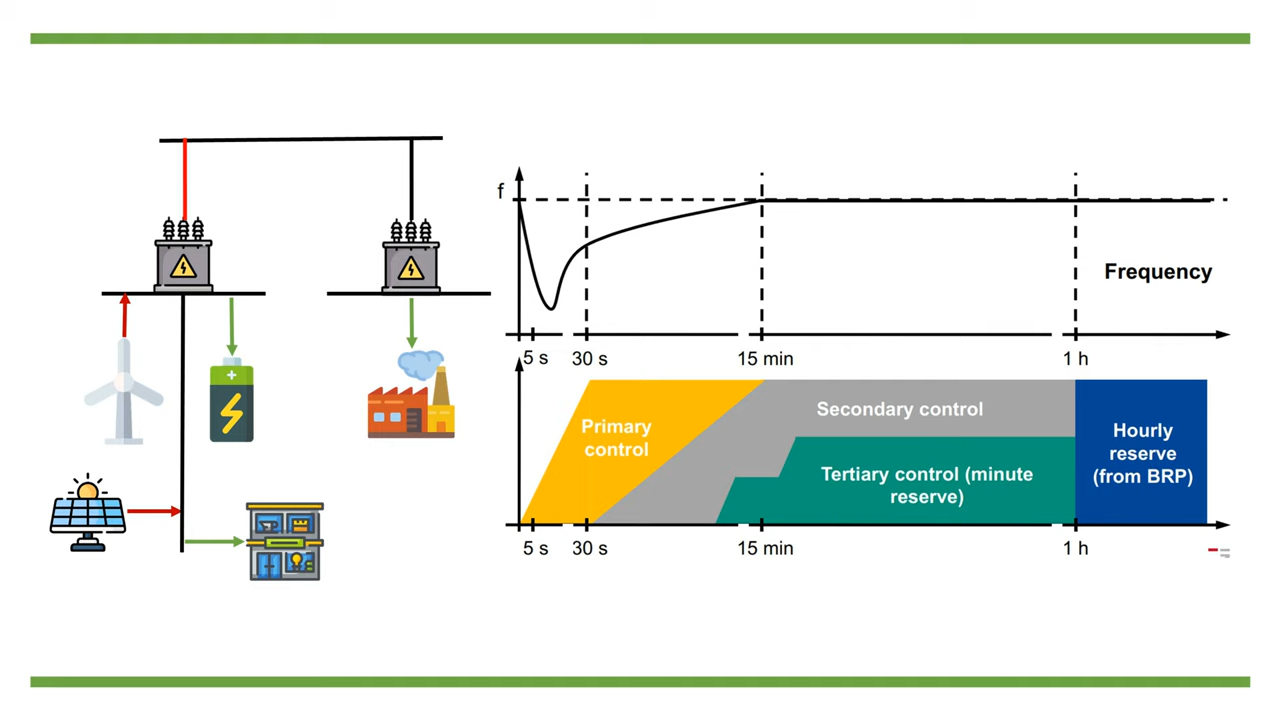 f
Frequency
5 s
30 s
15 min
1 h
Primary
control
Secondary control
Tertiary control (minute
reserve)
Hourly
reserve
(from BRP)
5 s
30 s
15 min
1 h